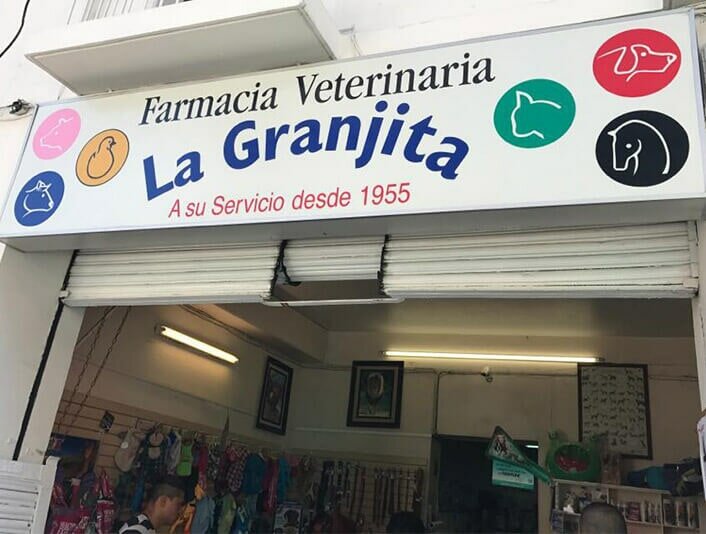 Farmacia Veterinaria
La Granjita
A su Servicio desde 1955